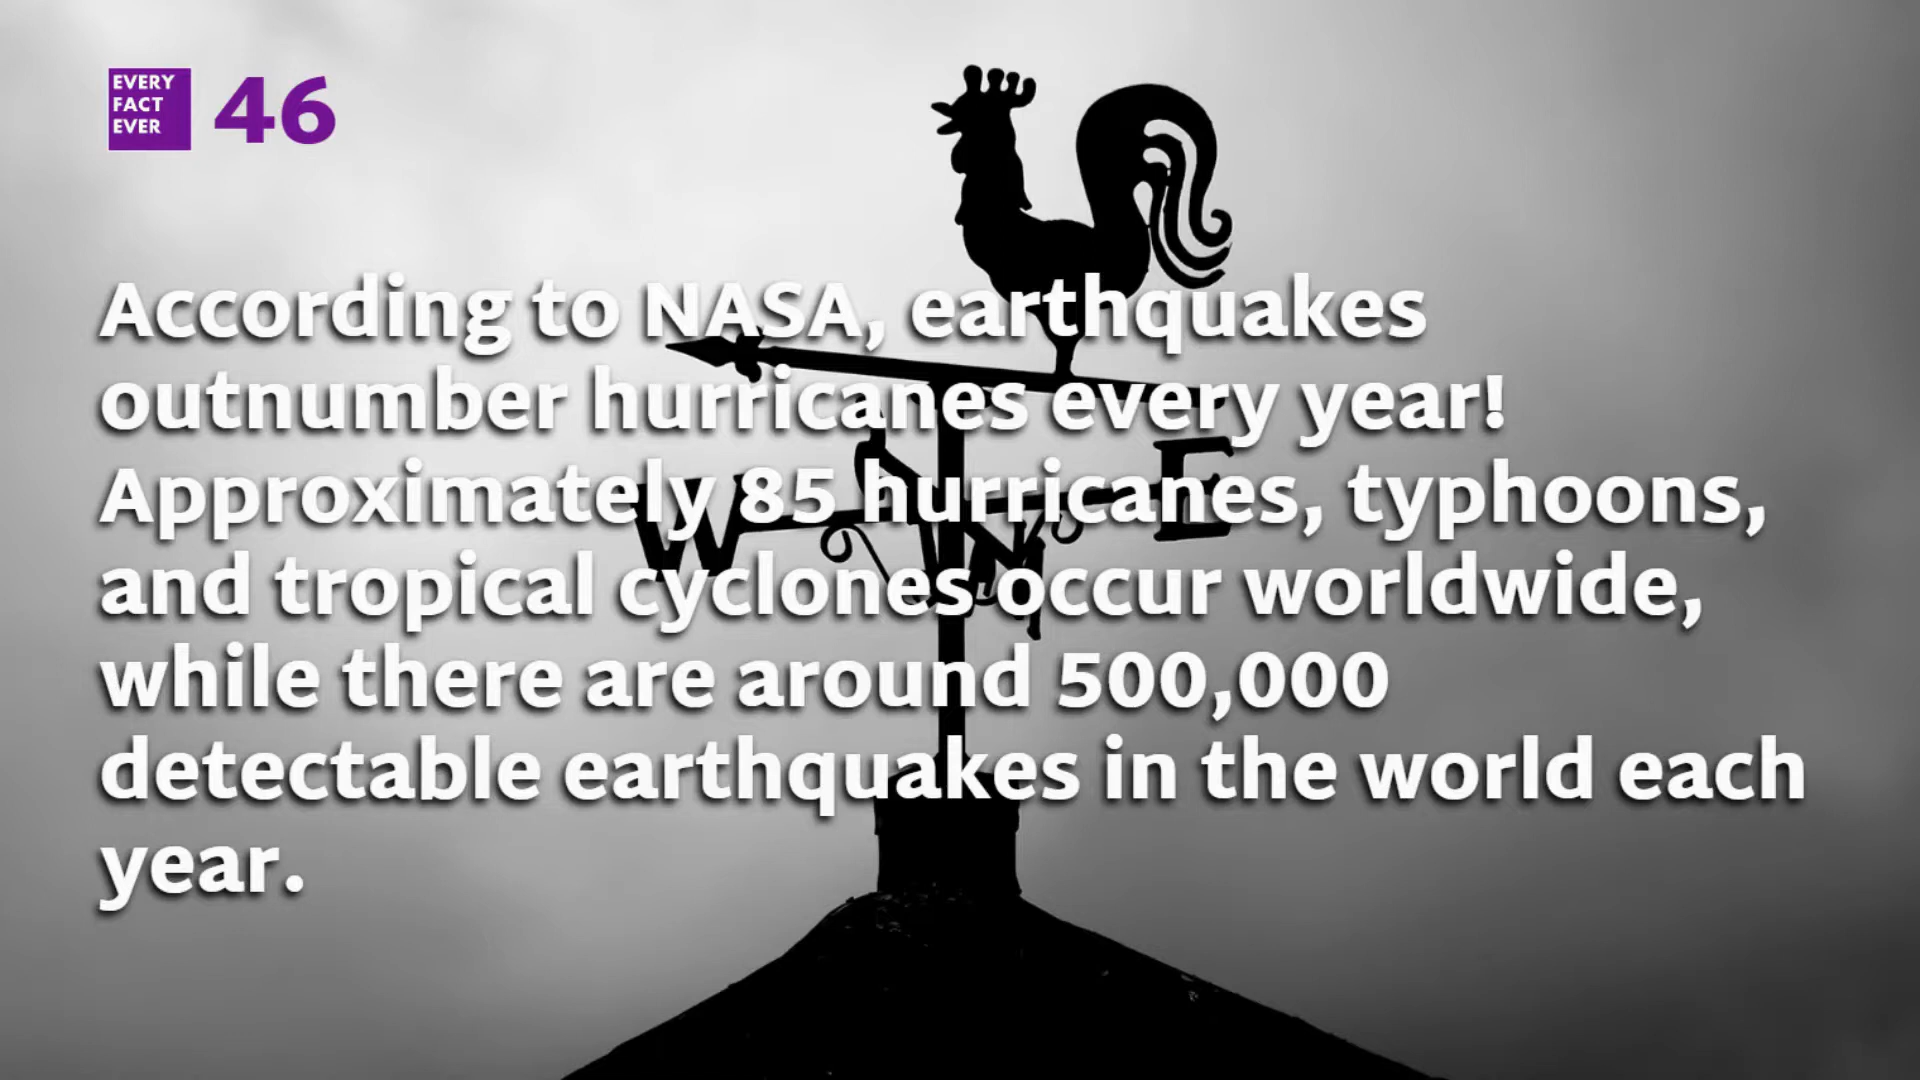 EVERY
FACT
EVER
46
According to NASA, earthquakes
outnumber hurricanes every year!
Approximately 85 hurricanes, typhoons,
and tropical cyclones occur worldwide,
while there are around 500,000
detectable earthquakes in the world each
year.
W
E